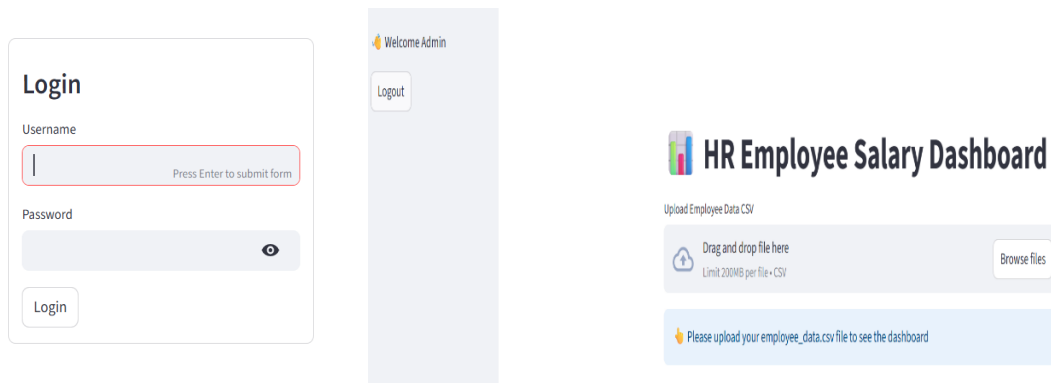 Login
Username
Press Enter to submit form
Password
Login
Welcome Admin
Logout
HR Employee Salary Dashboard
Upload Employee Data CSV
Drag and drop file here
Limit 200MB per file • CSV
Browse files
Please upload your employee_data.csv file to see the dashboard